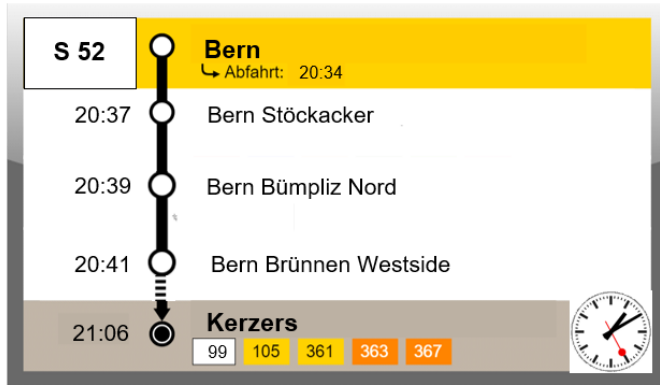 S 52 Bern
Abfahrt: 20:34
20:37 Bern Stöckacker
20:39 Bern Bümpliz Nord
20:41 Bern Brünnen Westside
21:06 Kerzers
99 105 361 363 367